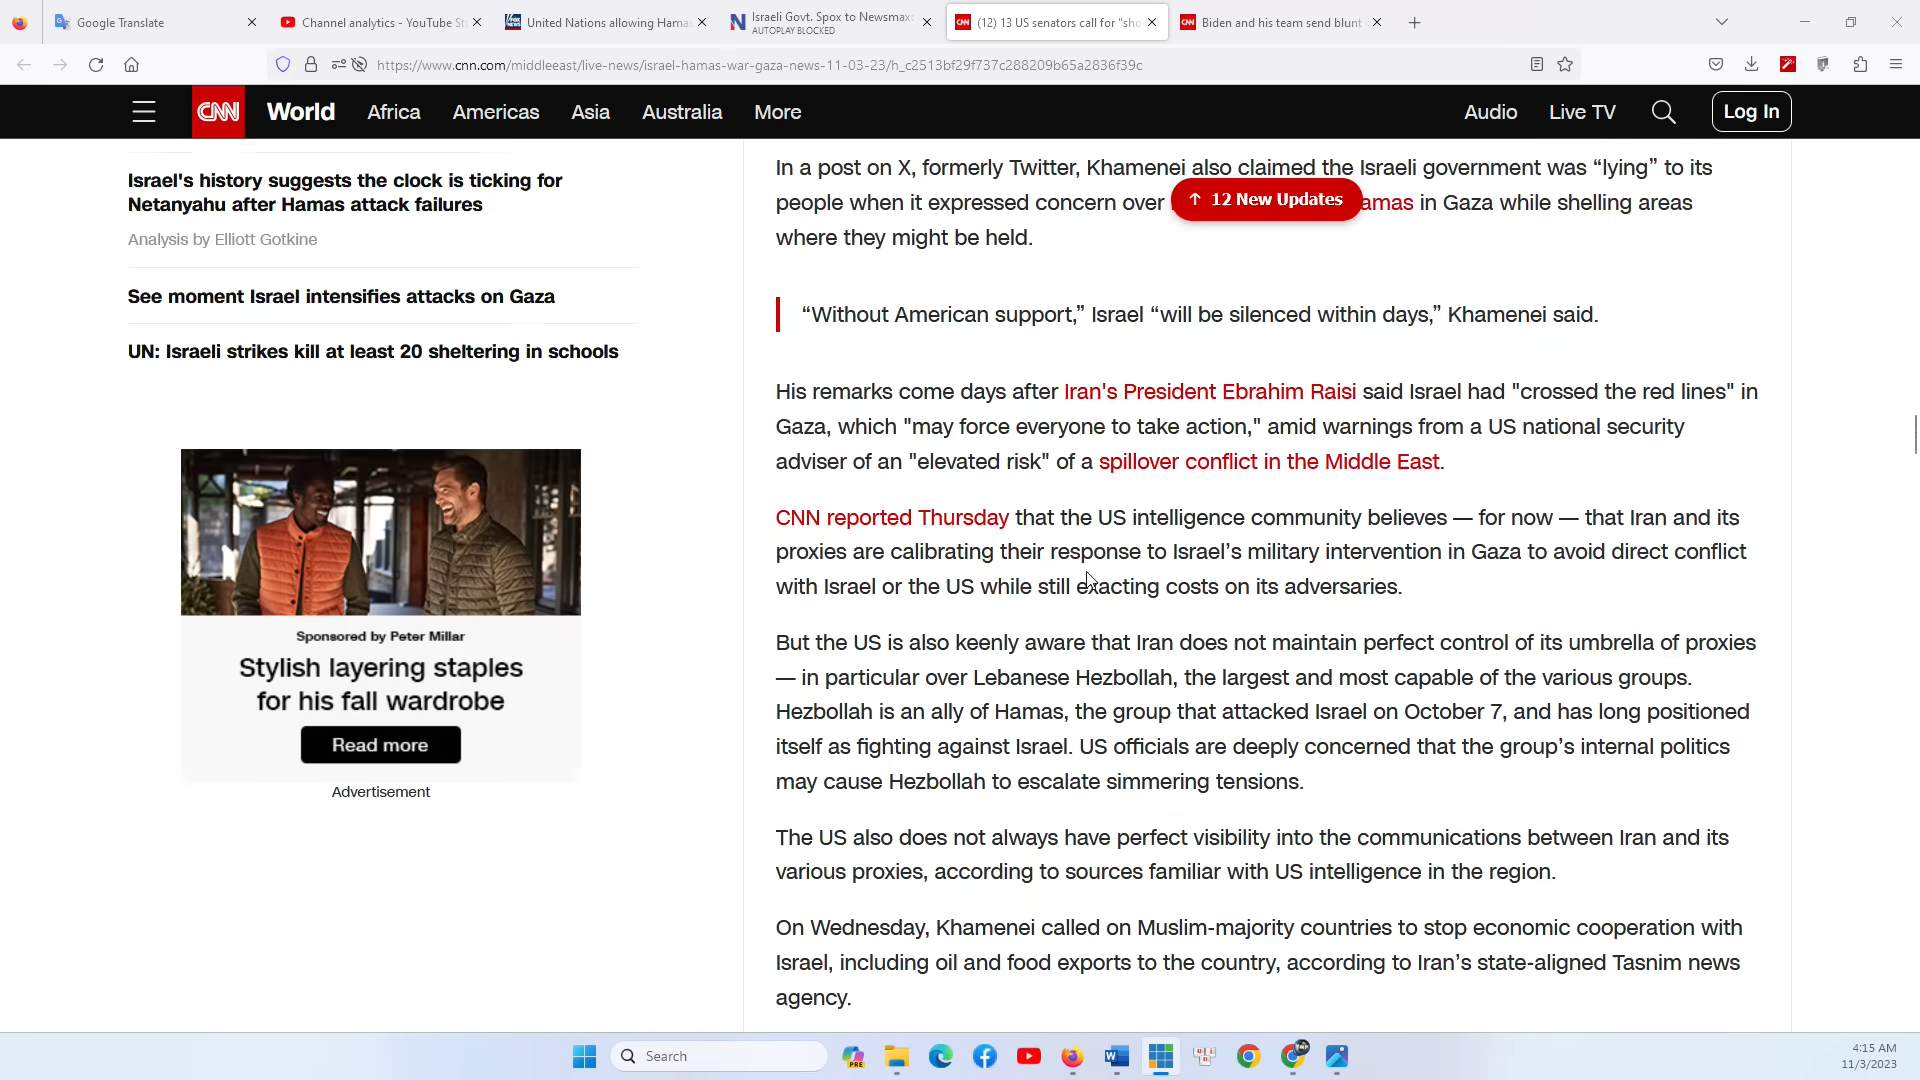 Google Translate
Channel analytics - YouTube St
United Nations allowing Hama
Israeli Govt. Spox to Newsmax:
AUTOPLAY BLOCKED
(12) 13 US senators call for "sho
Biden and his team send blunt
https://www.cnn.com/middleeast/live-news/israel-hamas-war-gaza-news-11-03-23/h_c2513bf29f737c288209b65a2836f39c
CNN World Africa Americas Asia Australia More Audio Live TV Log In
Israel's history suggests the clock is ticking for
Netanyahu after Hamas attack failures
Analysis by Elliott Gotkine
See moment Israel intensifies attacks on Gaza
UN: Israeli strikes kill at least 20 sheltering in schools
Sponsored by Peter Millar
Stylish layering staples
for his fall wardrobe
Read more
Advertisement
In a post on X, formerly Twitter, Khamenei also claimed the Israeli government was “lying” to its
people when it expressed concern over amas in Gaza while shelling areas
where they might be held.
↑ 12 New Updates
“Without American support,” Israel “will be silenced within days,” Khamenei said.
His remarks come days after Iran's President Ebrahim Raisi said Israel had "crossed the red lines" in
Gaza, which "may force everyone to take action," amid warnings from a US national security
adviser of an "elevated risk" of a spillover conflict in the Middle East.
CNN reported Thursday that the US intelligence community believes — for now — that Iran and its
proxies are calibrating their response to Israel’s military intervention in Gaza to avoid direct conflict
with Israel or the US while still exacting costs on its adversaries.
But the US is also keenly aware that Iran does not maintain perfect control of its umbrella of proxies
— in particular over Lebanese Hezbollah, the largest and most capable of the various groups.
Hezbollah is an ally of Hamas, the group that attacked Israel on October 7, and has long positioned
itself as fighting against Israel. US officials are deeply concerned that the group’s internal politics
may cause Hezbollah to escalate simmering tensions.
The US also does not always have perfect visibility into the communications between Iran and its
various proxies, according to sources familiar with US intelligence in the region.
On Wednesday, Khamenei called on Muslim-majority countries to stop economic cooperation with
Israel, including oil and food exports to the country, according to Iran’s state-aligned Tasnim news
agency.
Search
4:15 AM
11/3/2023